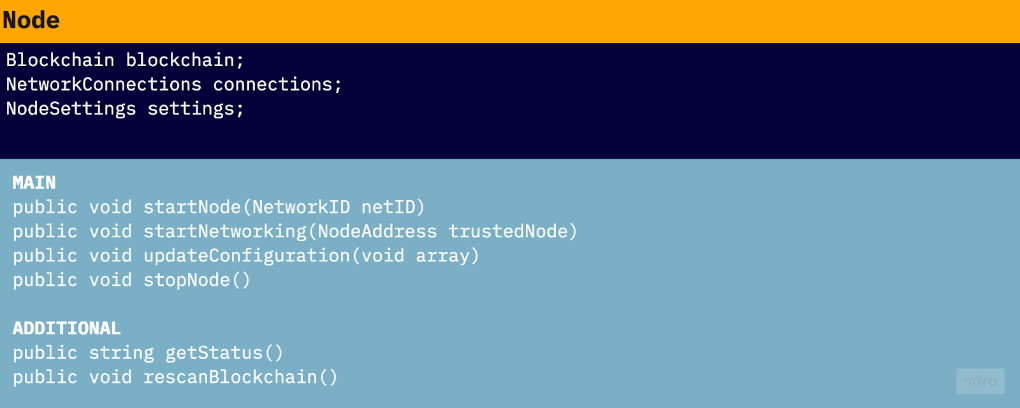 Node
Blockchain blockchain;
NetworkConnections connections;
NodeSettings settings;
MAIN
public void startNode(NetworkID netID)
public void startNetworking(NodeAddress trustedNode)
public void updateConfiguration(void array)
public void stopNode()
ADDITIONAL
public string getStatus()
public void rescanBlockchain()
miro